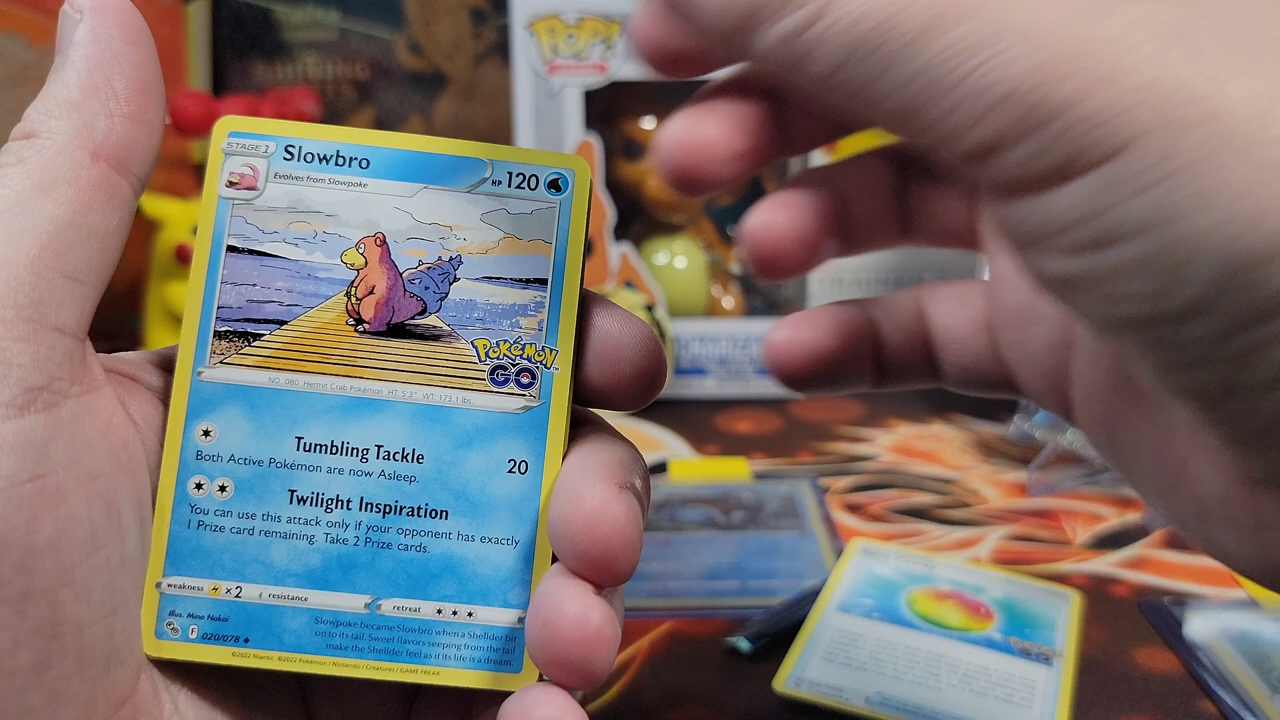 POP!
STAGE 1
Slowbro
HP 120
Evolves from Slowpoke
Pokémon
GO
NO. 080 Hermit Crab Pokémon HT: 5'3" WT: 173.1 lbs.
Tumbling Tackle 20
Both Active Pokémon are now Asleep.
Twilight Inspiration
You can use this attack only if your opponent has exactly
1 Prize card remaining. Take 2 Prize cards.
weakness ×2 resistance retreat
Illus. Mina Nakai
F 020/078
Slowpoke became Slowbro when a Shellder bit
on to its tail. Sweet flavors seeping from the tail
make the Shellder feel as if its life is a dream.
©2022 Niantic. ©2022 Pokémon / Nintendo / Creatures / GAME FREAK